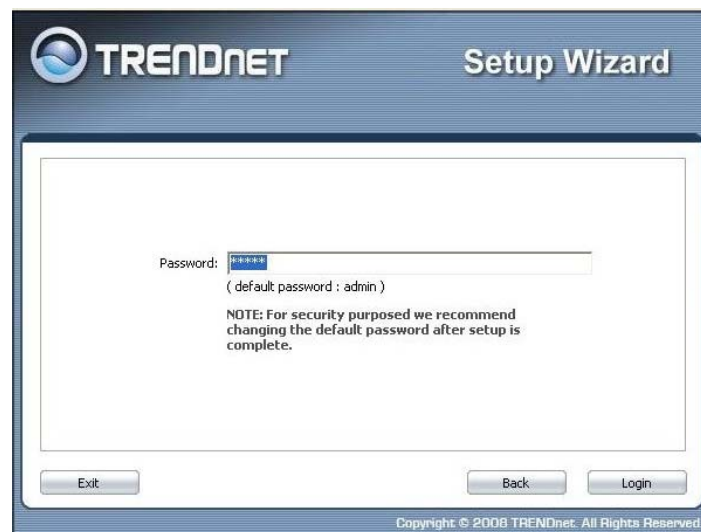 TRENDNET
Setup Wizard
Password: *****
( default password : admin )
NOTE: For security purposed we recommend
changing the default password after setup is
complete.
Exit
Back
Login
Copyright © 2008 TRENDnet. All Rights Reserved